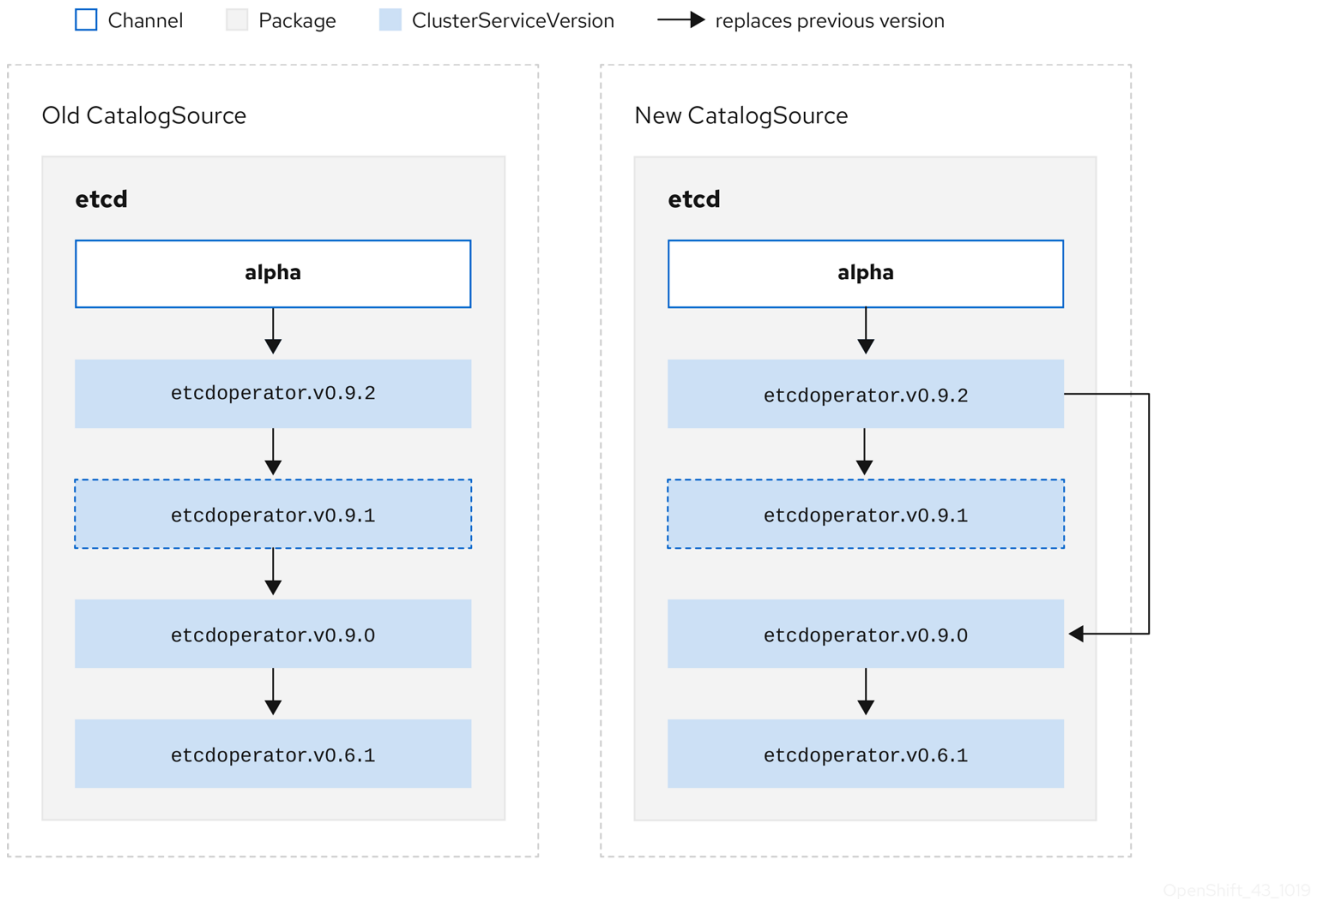 Channel Package ClusterServiceVersion replaces previous version
Old CatalogSource
etcd
alpha
etcdoperator.v0.9.2
etcdoperator.v0.9.1
etcdoperator.v0.9.0
etcdoperator.v0.6.1
New CatalogSource
etcd
alpha
etcdoperator.v0.9.2
etcdoperator.v0.9.1
etcdoperator.v0.9.0
etcdoperator.v0.6.1
OpenShift_43_1019